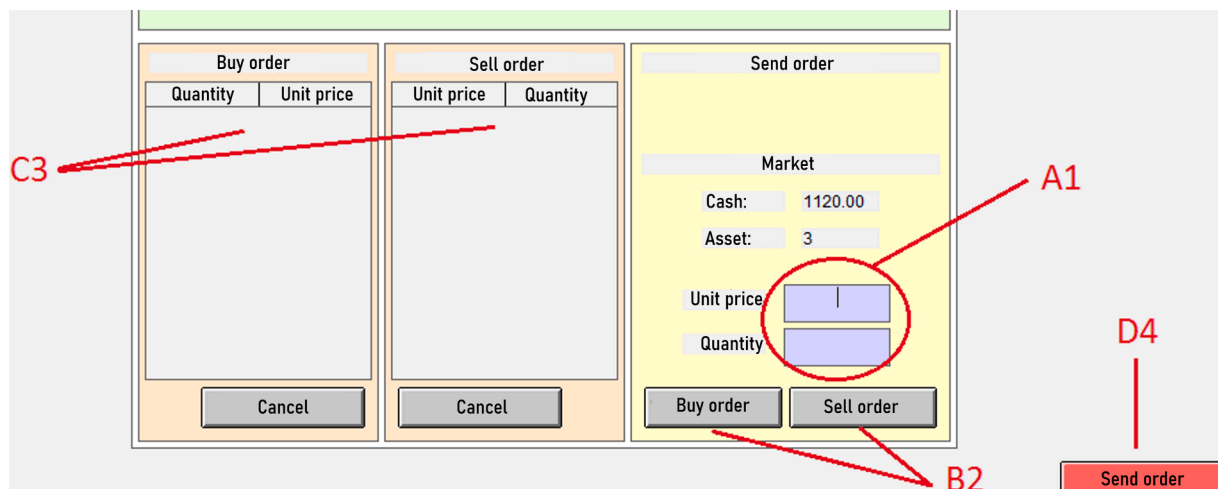 Buy order
Sell order
Send order
Quantity
Unit price
Unit price
Quantity
C3
Market
A1
Cash:
1120.00
Asset:
3
Unit price
Quantity
D4
Cancel
Cancel
Buy order
Sell order
B2
Send order